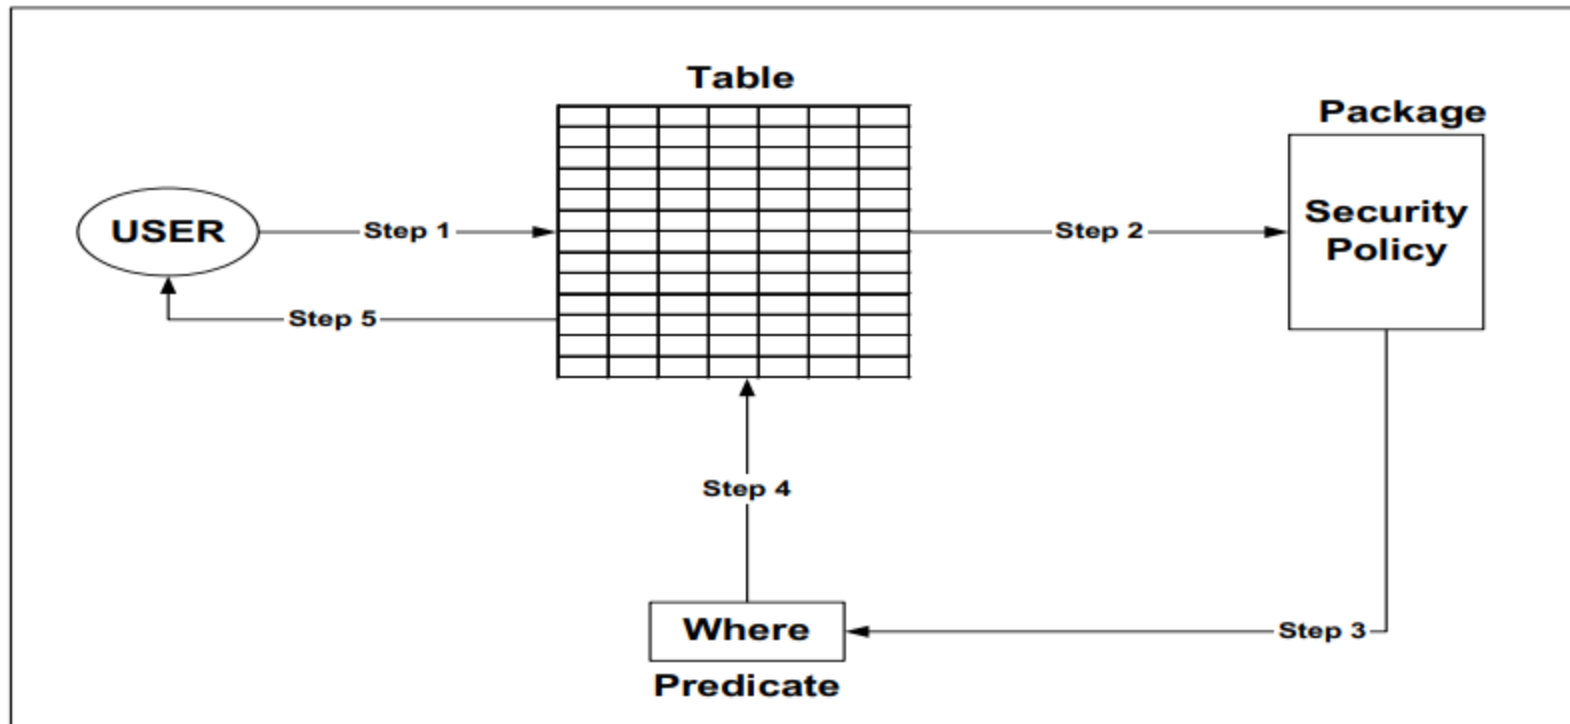 Table
Package
Security
Policy
USER
Step 1
Step 2
Step 5
Step 4
Where
Step 3
Predicate